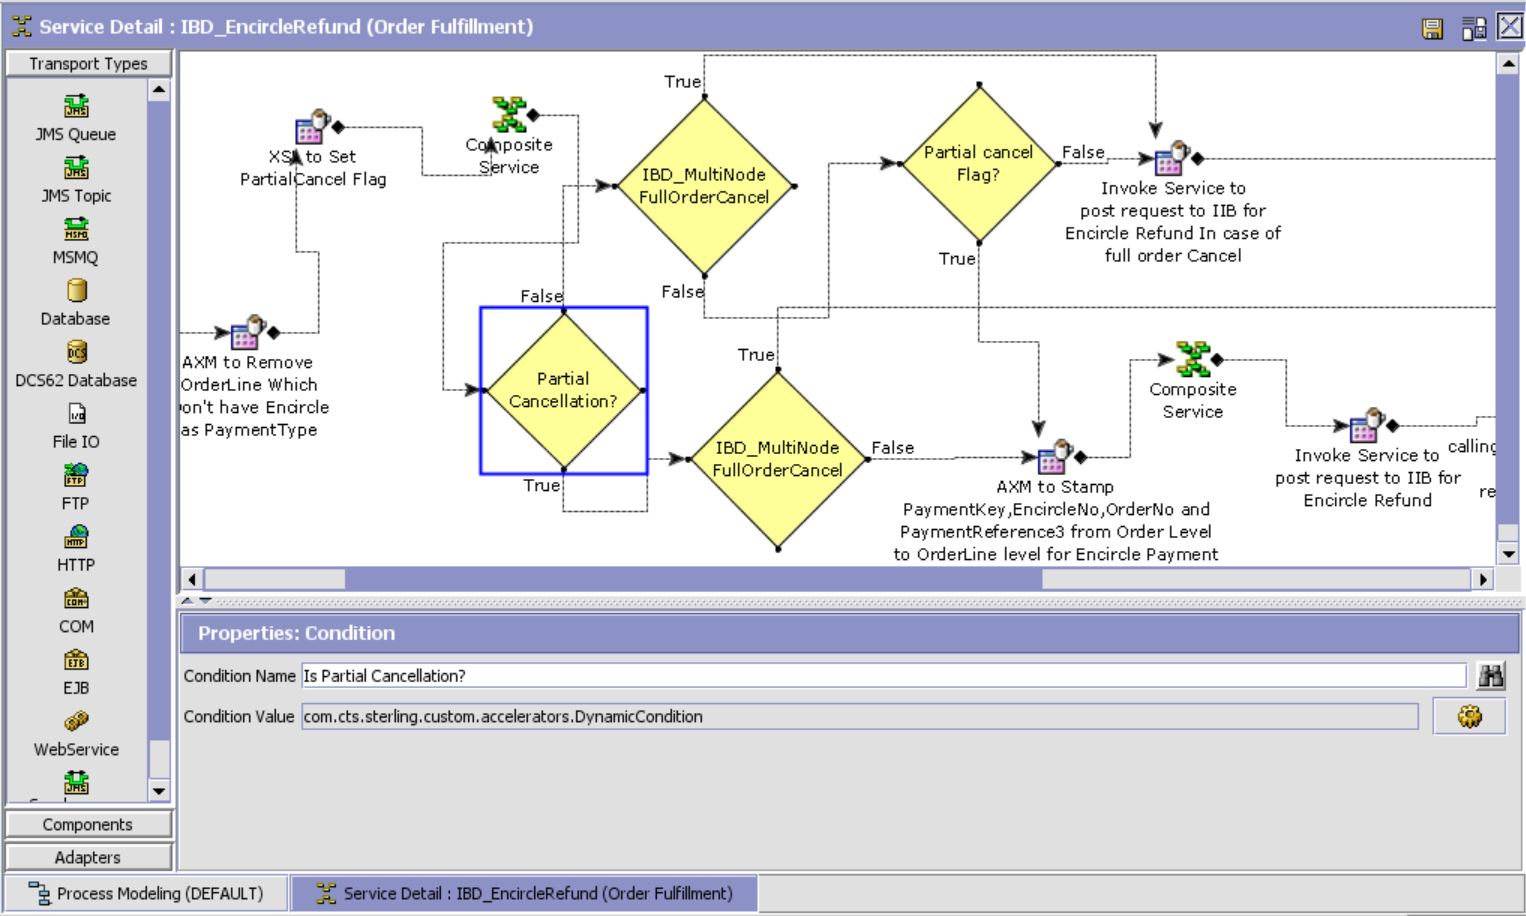 Service Detail : IBD_EncircleRefund (Order Fulfillment)
Transport Types
JMS Queue
JMS Topic
MSMQ
Database
DCS62 Database
File IO
FTP
HTTP
COM
EJB
WebService
Components
Adapters
XSL to Set
PartialCancel Flag
Composite
Service
True
IBD_MultiNode
FullOrderCancel
False
Partial cancel
Flag?
False
True
Invoke Service to
post request to IIB for
Encircle Refund In case of
full order Cancel
AXM to Remove
OrderLine Which
on't have Encircle
as PaymentType
False
Partial
Cancellation?
True
True
IBD_MultiNode
FullOrderCancel
False
AXM to Stamp
PaymentKey,EncircleNo,OrderNo and
PaymentReference3 from Order Level
to OrderLine level for Encircle Payment
Composite
Service
Invoke Service to
post request to IIB for
Encircle Refund
calling
re
Properties: Condition
Condition Name Is Partial Cancellation?
Condition Value com.cts.sterling.custom.accelerators.DynamicCondition
Process Modeling (DEFAULT)
Service Detail : IBD_EncircleRefund (Order Fulfillment)